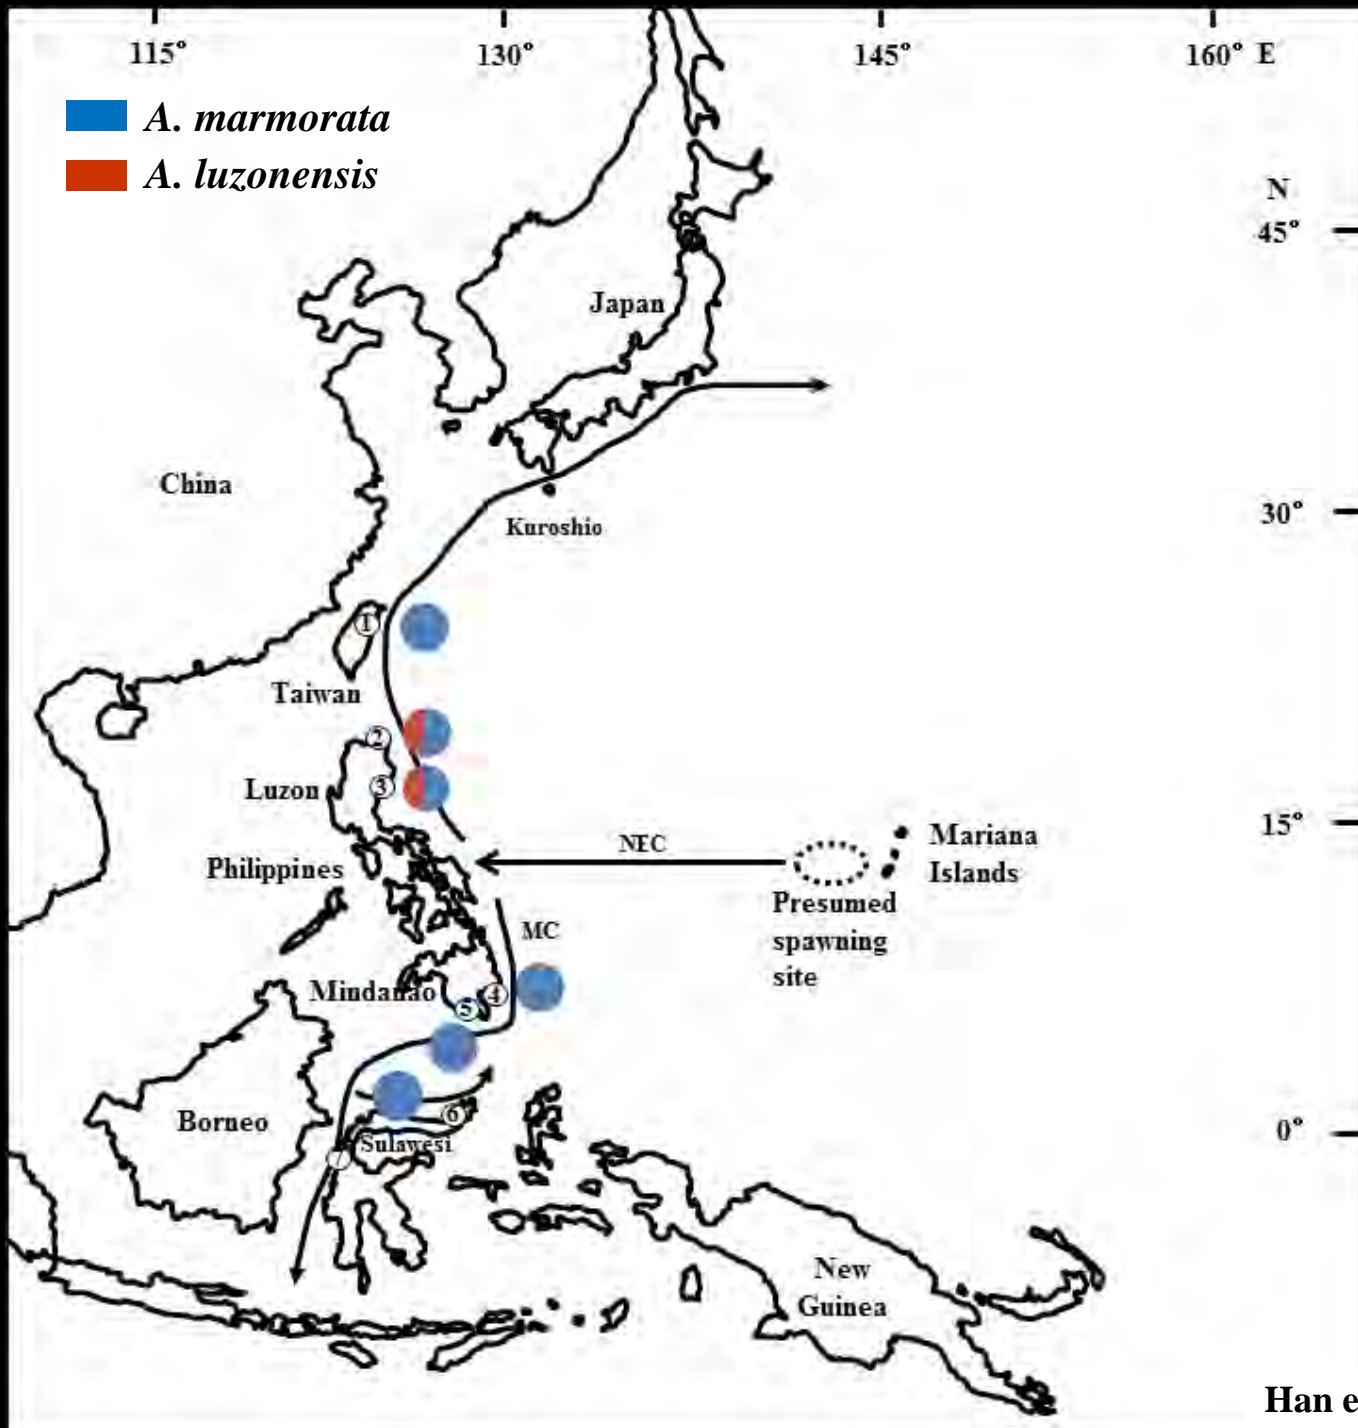 115°
130°
145°
160° E
A. marmorata
A. luzonensis
N
45°
Japan
China
30°
Kuroshio
1
Taiwan
2
Luzon
3
15°
NEC
Mariana
Islands
Philippines
Presumed
spawning
site
MC
Mindanao
4
5
6
Borneo
Sulawesi
7
0°
New
Guinea
Han e